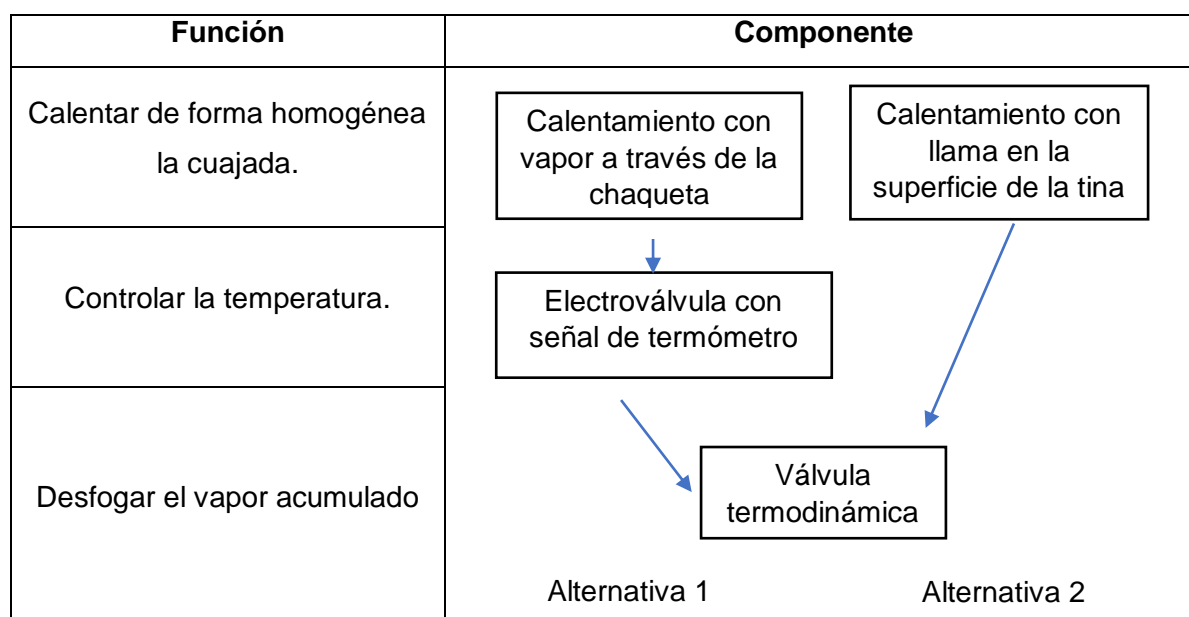 Función
Componente
Calentar de forma homogénea
la cuajada.
Calentamiento con
vapor a través de la
chaqueta
Calentamiento con
llama en la
superficie de la tina
Controlar la temperatura.
Electroválvula con
señal de termómetro
Desfogar el vapor acumulado
Válvula
termodinámica
Alternativa 1
Alternativa 2